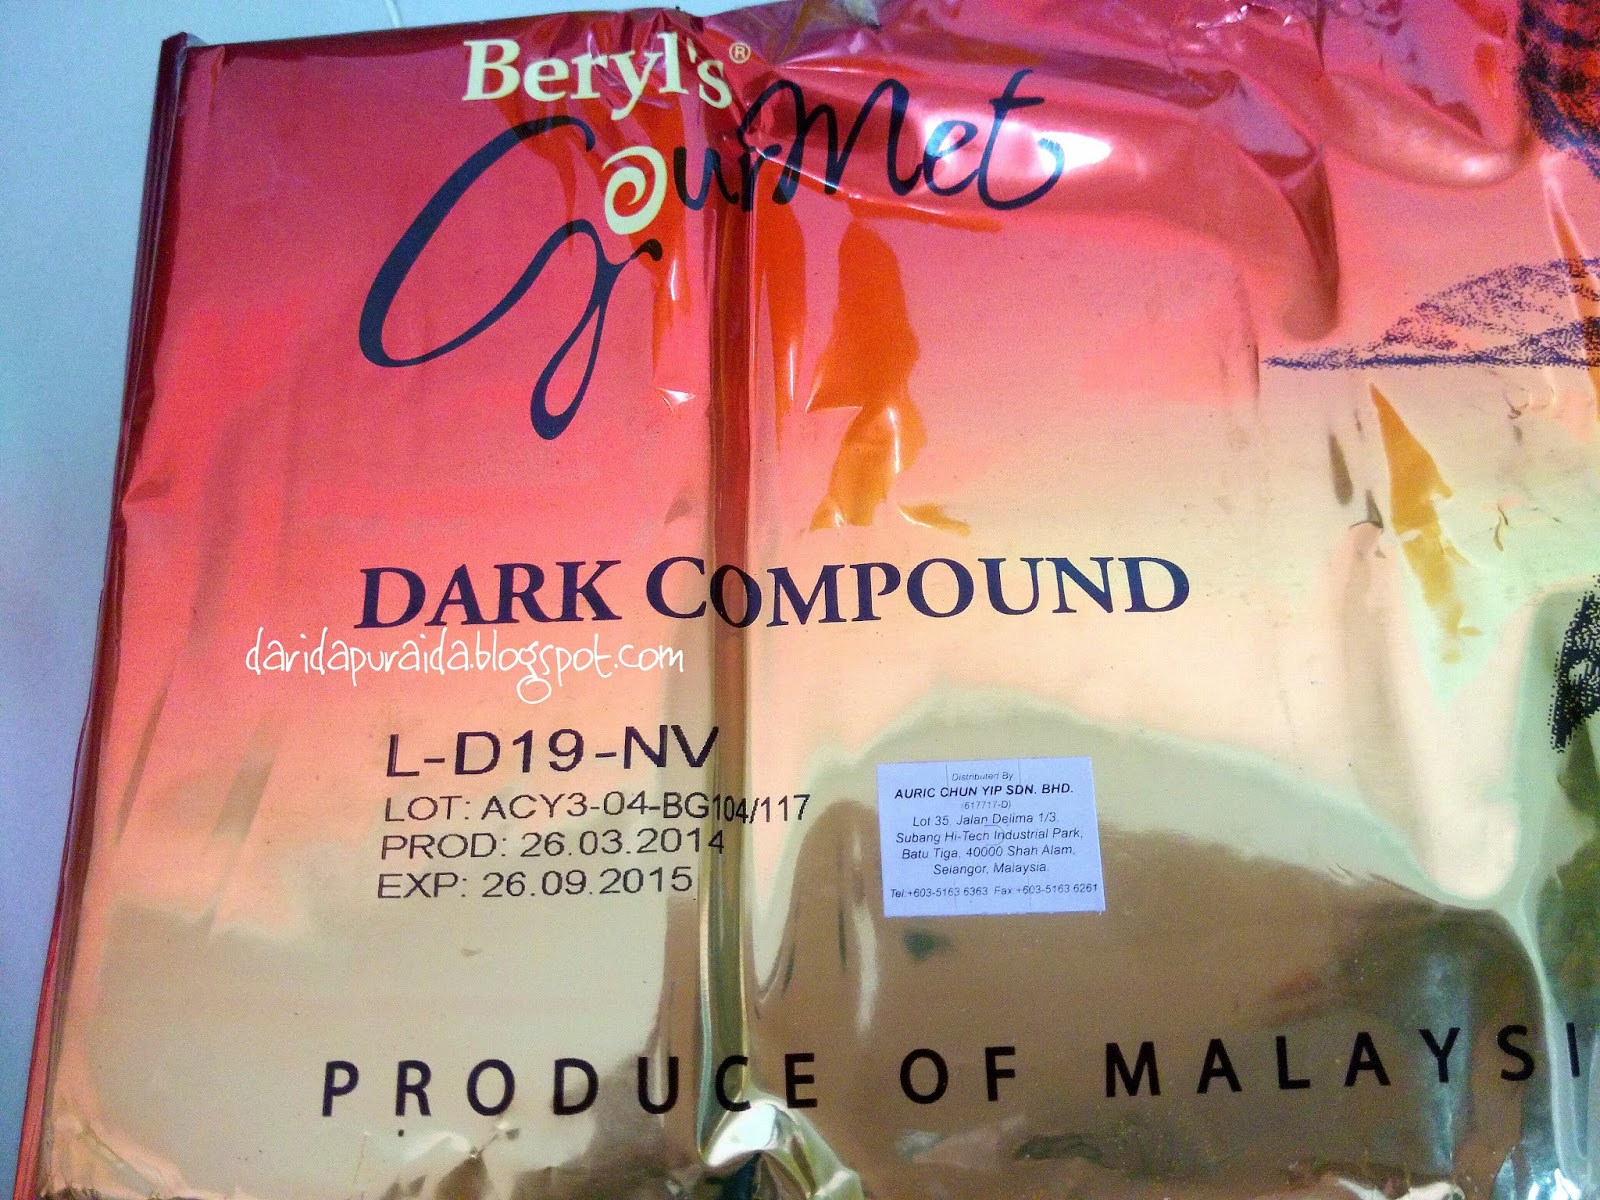 Beryl's®
gourmet
DARK COMPOUND
daridapuraida.blogspot.com
L-D19-NV
LOT: ACY3-04-BG104/117
PROD: 26.03.2014
EXP: 26.09.2015
Distributed By
AURIC CHUN YIP SDN. BHD.
(617717-D)
Lot 35, Jalan Delima 1/3,
Subang Hi-Tech Industrial Park,
Batu Tiga, 40000 Shah Alam,
Selangor, Malaysia.
Tel:+603-5163 6363 Fax +603-5163 6261
PRODUCE OF MALAYSI